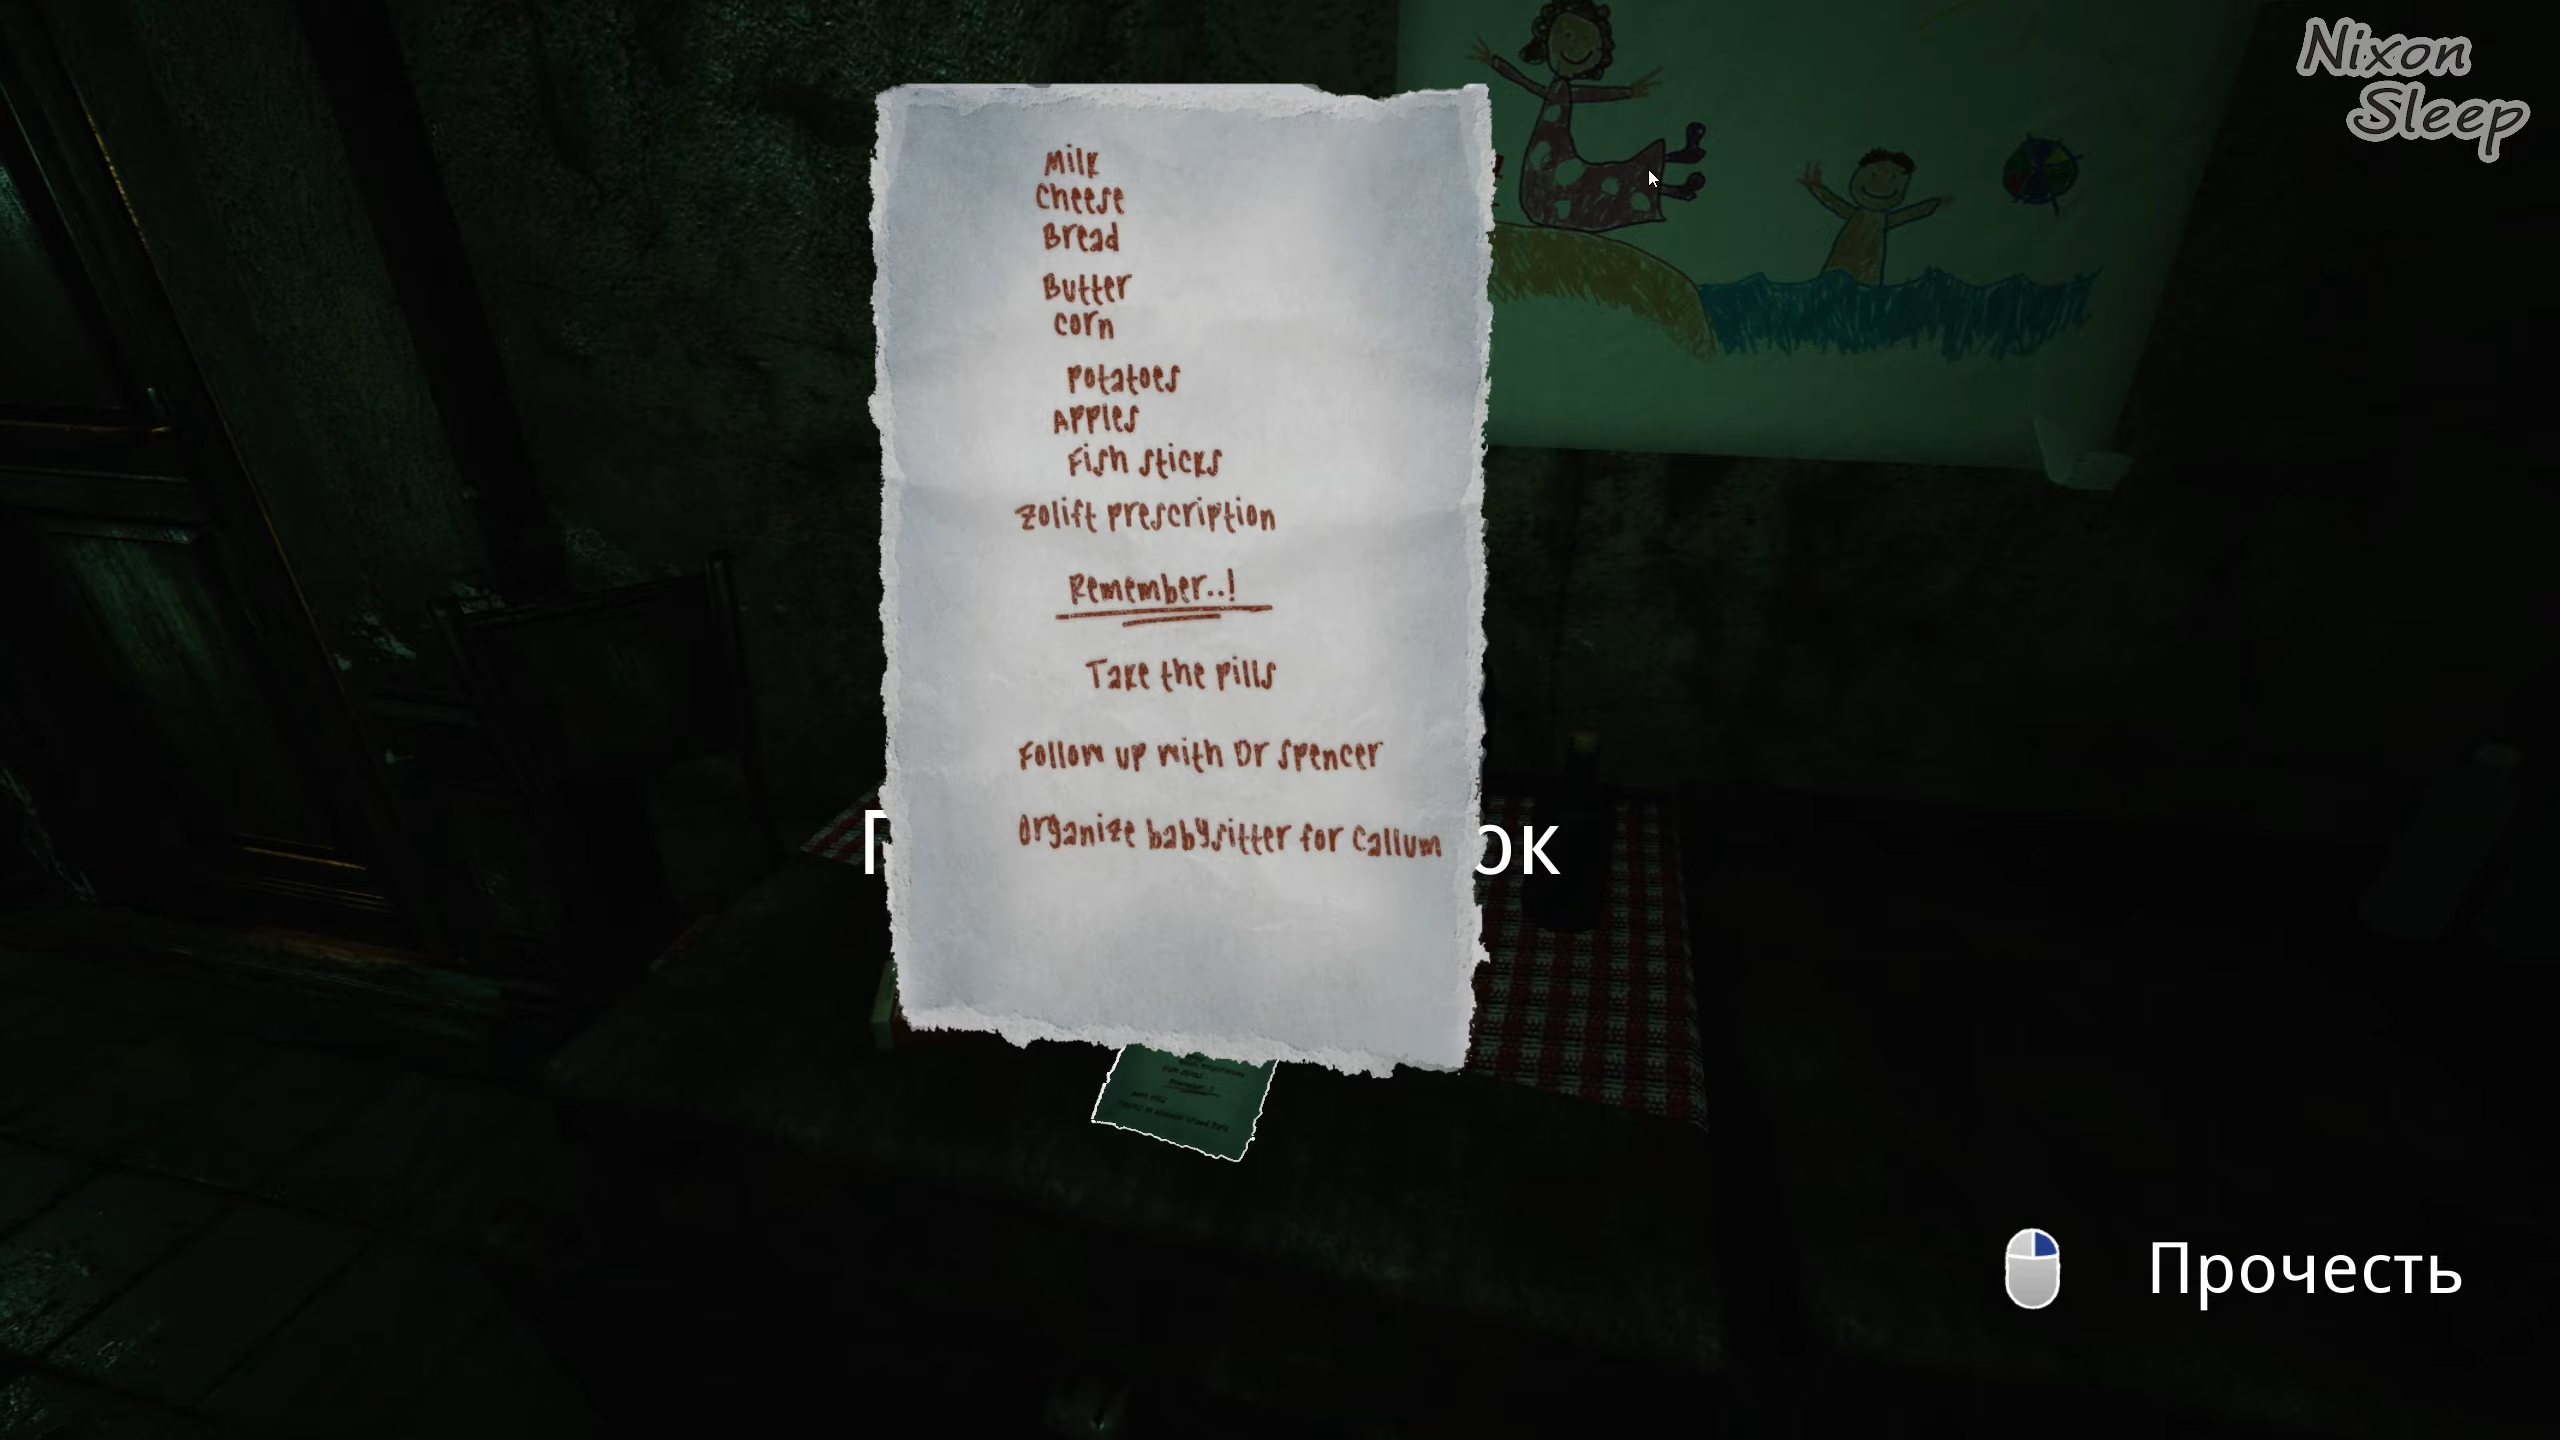 Nixon
Sleep
Milk
Cheese
Bread
Butter
Corn
Potatoes
Apples
Fish sticks
Zolift prescription
Remember..!
Take the pills
Follow up with Dr Spencer
Organize babysitter for Callum
Прочесть